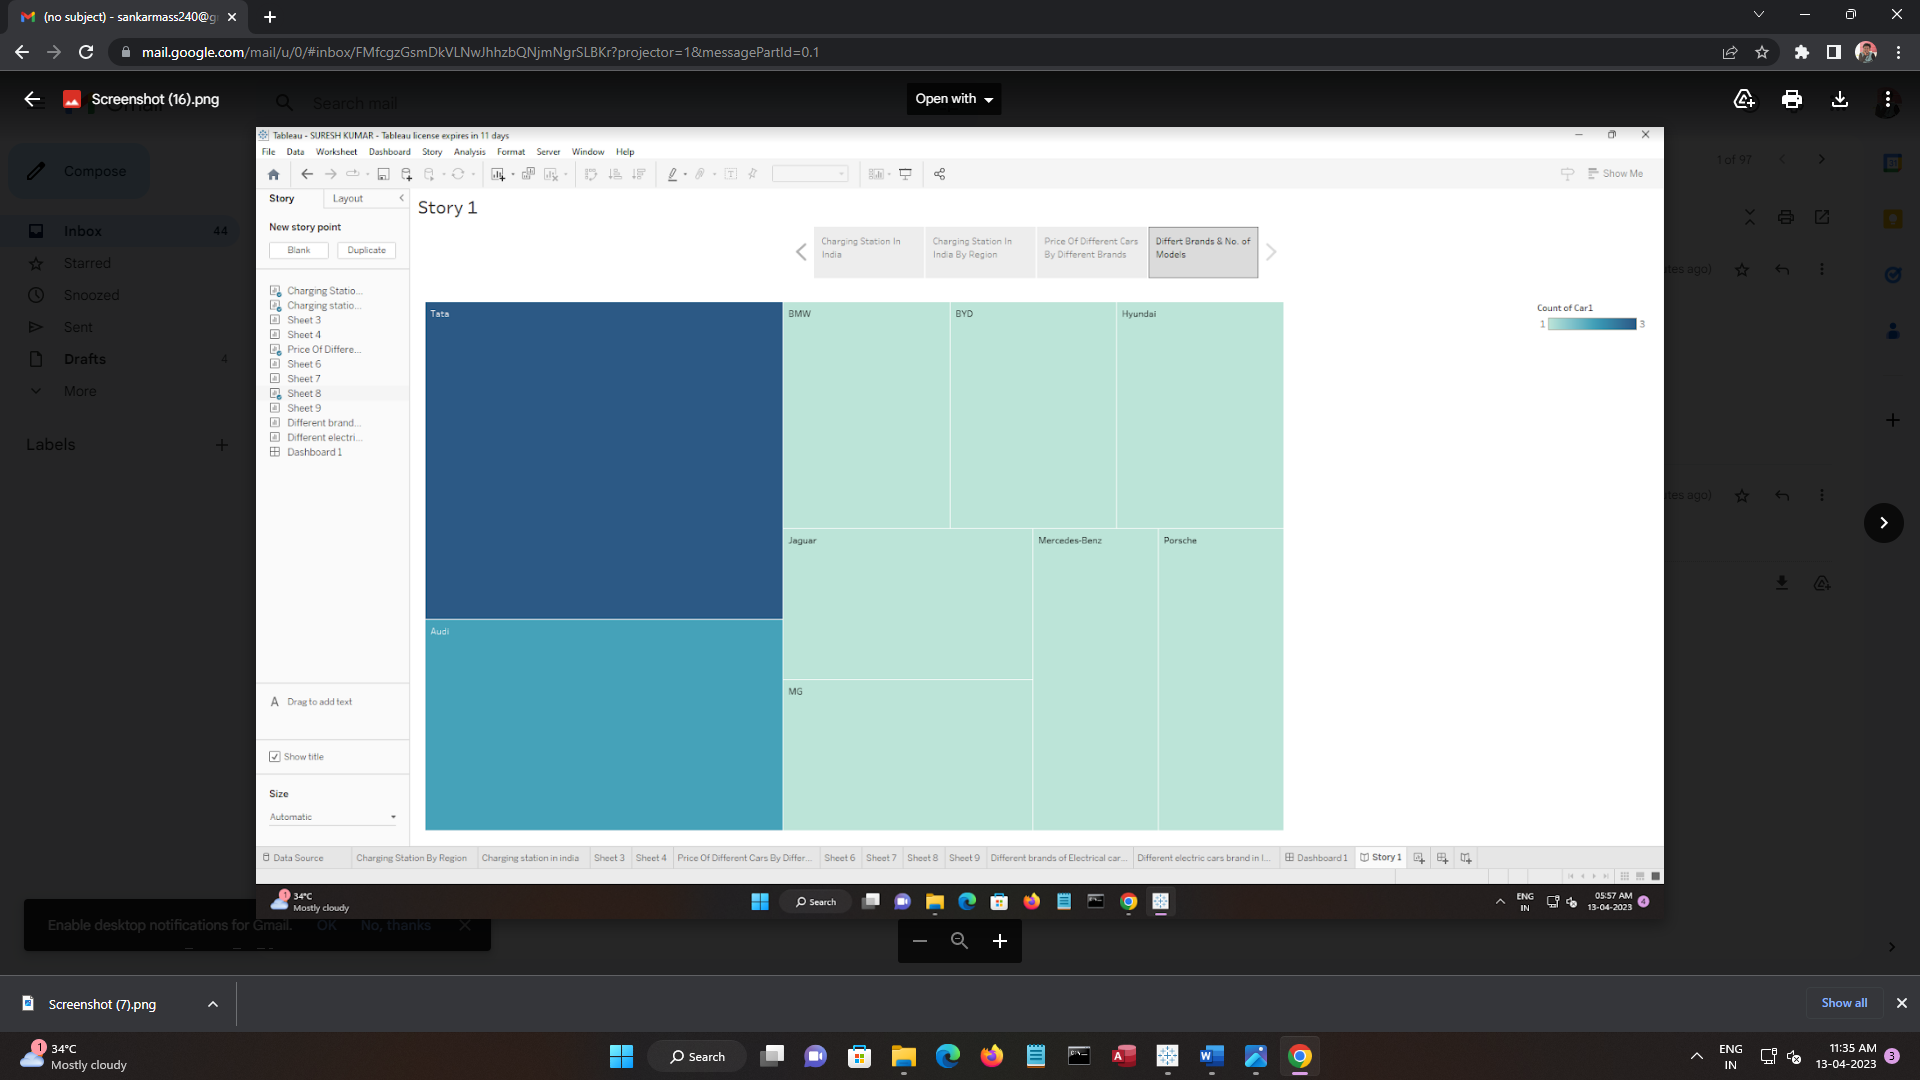 (no subject) - sankarmass240@g
mail.google.com/mail/u/0/#inbox/FMfcgzGsmDkVLNwJhhzbQNjmNgrSLBKr?projector=1&messagePartId=0.1
Screenshot (16).png
Search mail
Open with
Compose
1 of 97
Inbox 44
Starred
Snoozed
Sent
Drafts 4
More
Labels
Tableau - SURESH KUMAR - Tableau license expires in 11 days
File Data Worksheet Dashboard Story Analysis Format Server Window Help
Show Me
Story Layout
New story point
Blank Duplicate
Charging Statio...
Charging statio...
Sheet 3
Sheet 4
Price Of Differe...
Sheet 6
Sheet 7
Sheet 8
Sheet 9
Different brand...
Different electri...
Dashboard 1
A Drag to add text
Show title
Size
Automatic
Story 1
Charging Station In
India
Charging Station In
India By Region
Price Of Different Cars
By Different Brands
Differt Brands & No. of
Models
Tata
BMW
BYD
Hyundai
Audi
Jaguar
Mercedes-Benz
Porsche
MG
Count of Car1
1 3
utes ago)
utes ago)
Data Source Charging Station By Region Charging station in india Sheet 3 Sheet 4 Price Of Different Cars By Differ... Sheet 6 Sheet 7 Sheet 8 Sheet 9 Different brands of Electrical car... Different electric cars brand in I... Dashboard 1 Story 1
1
34°C
Mostly cloudy
Search
ENG
IN
05:57 AM
13-04-2023
4
Enable desktop notifications for Gmail. OK No, thanks
Screenshot (7).png
Show all
1
34°C
Mostly cloudy
Search
ENG
IN
11:35 AM
13-04-2023
3